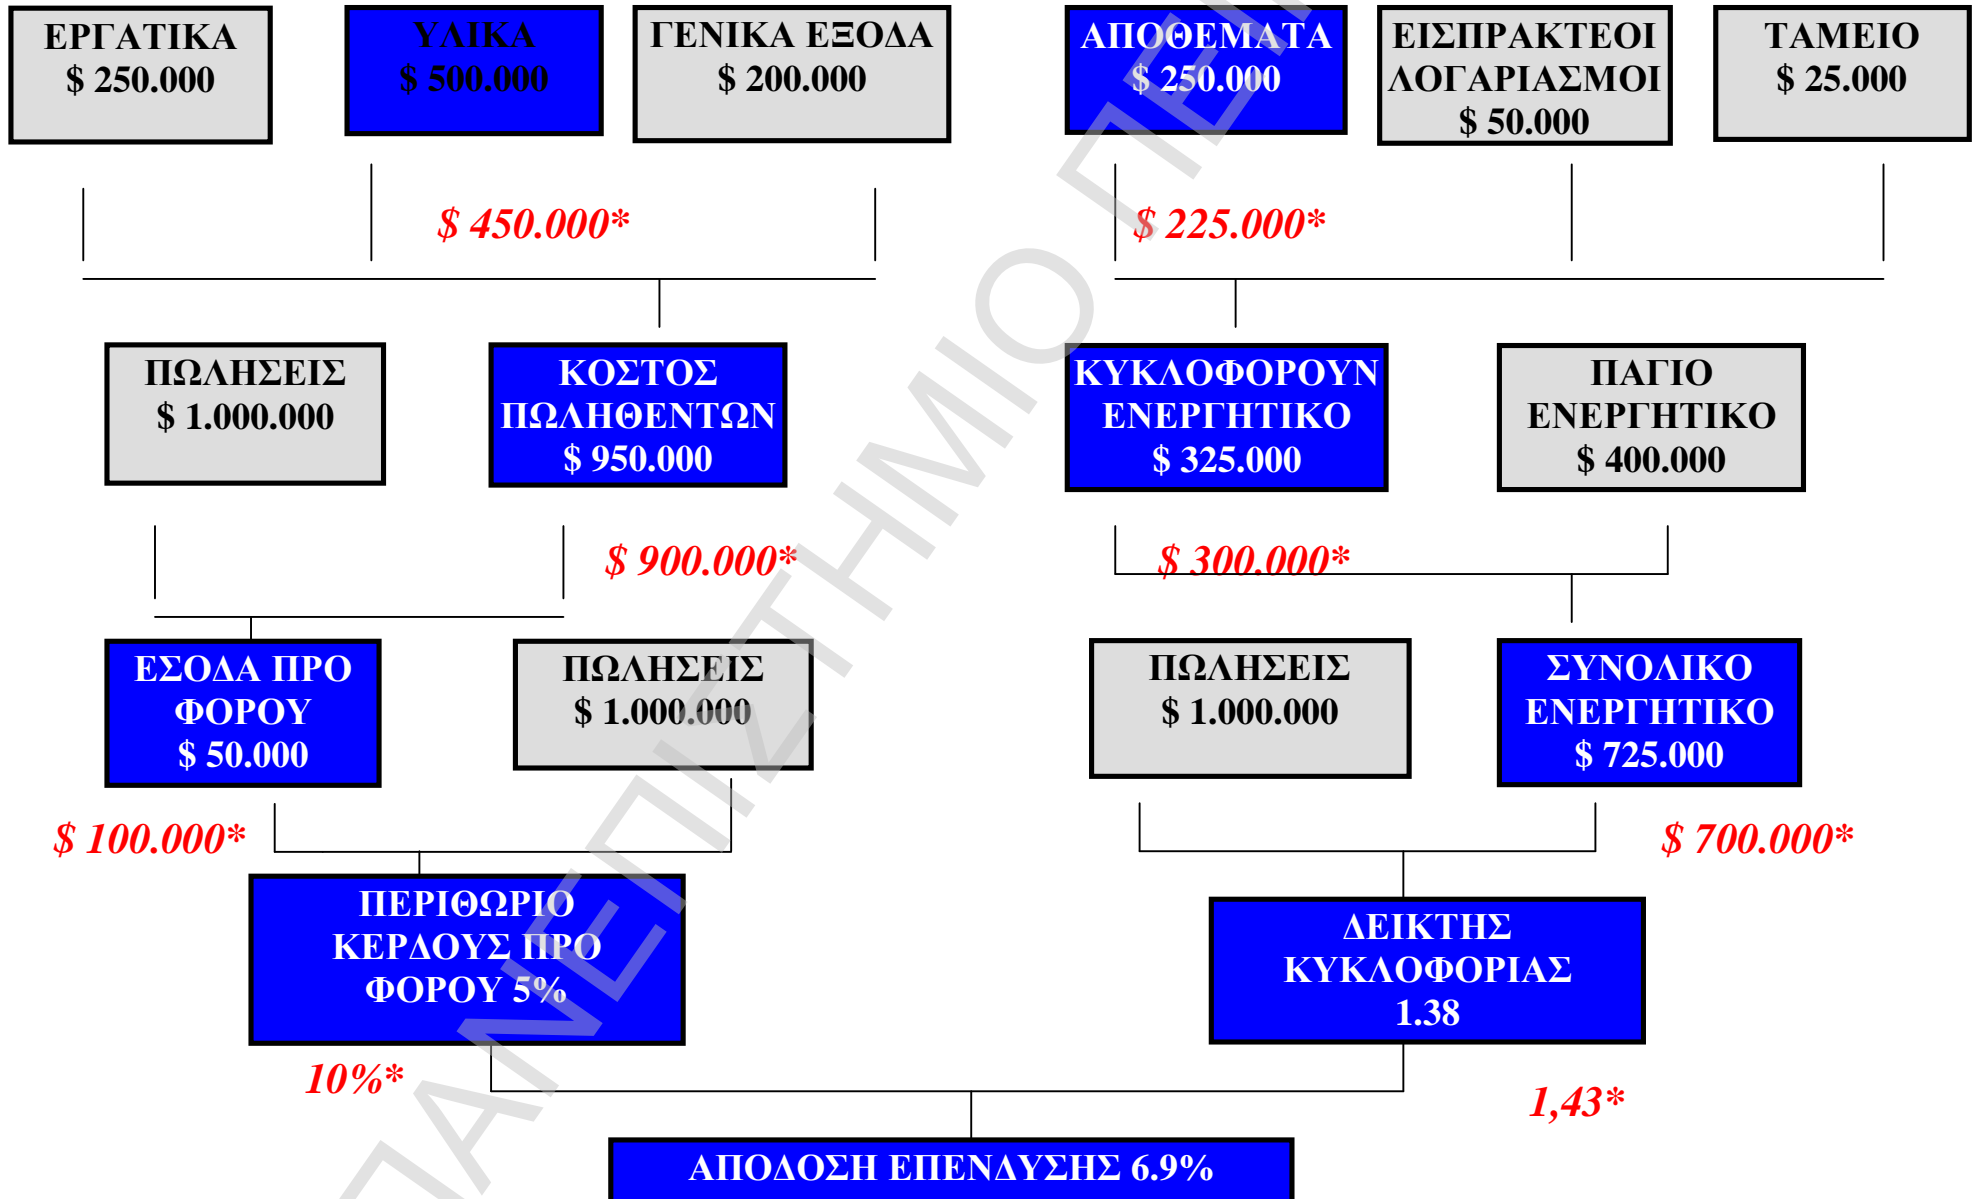 ΕΡΓΑΤΙΚΑ
$ 250.000
ΥΛΙΚΑ
$ 500.000
ΓΕΝΙΚΑ ΕΞΟΔΑ
$ 200.000
ΑΠΟΘΕΜΑΤΑ
$ 250.000
ΕΙΣΠΡΑΚΤΕΟΙ
ΛΟΓΑΡΙΑΣΜΟΙ
$ 50.000
ΤΑΜΕΙΟ
$ 25.000
$ 450.000*
$ 225.000*
ΠΩΛΗΣΕΙΣ
$ 1.000.000
ΚΟΣΤΟΣ
ΠΩΛΗΘΕΝΤΩΝ
$ 950.000
ΚΥΚΛΟΦΟΡΟΥΝ
ΕΝΕΡΓΗΤΙΚΟ
$ 325.000
ΠΑΓΙΟ
ΕΝΕΡΓΗΤΙΚΟ
$ 400.000
$ 900.000*
$ 300.000*
ΕΣΟΔΑ ΠΡΟ
ΦΟΡΟΥ
$ 50.000
ΠΩΛΗΣΕΙΣ
$ 1.000.000
ΠΩΛΗΣΕΙΣ
$ 1.000.000
ΣΥΝΟΛΙΚΟ
ΕΝΕΡΓΗΤΙΚΟ
$ 725.000
$ 100.000*
$ 700.000*
ΠΕΡΙΘΩΡΙΟ
ΚΕΡΔΟΥΣ ΠΡΟ
ΦΟΡΟΥ 5%
ΔΕΙΚΤΗΣ
ΚΥΚΛΟΦΟΡΙΑΣ
1.38
10%*
1,43*
ΑΠΟΔΟΣΗ ΕΠΕΝΔΥΣΗΣ 6.9%
ΠΑΝΕΠΙΣΤΗΜΙΟ